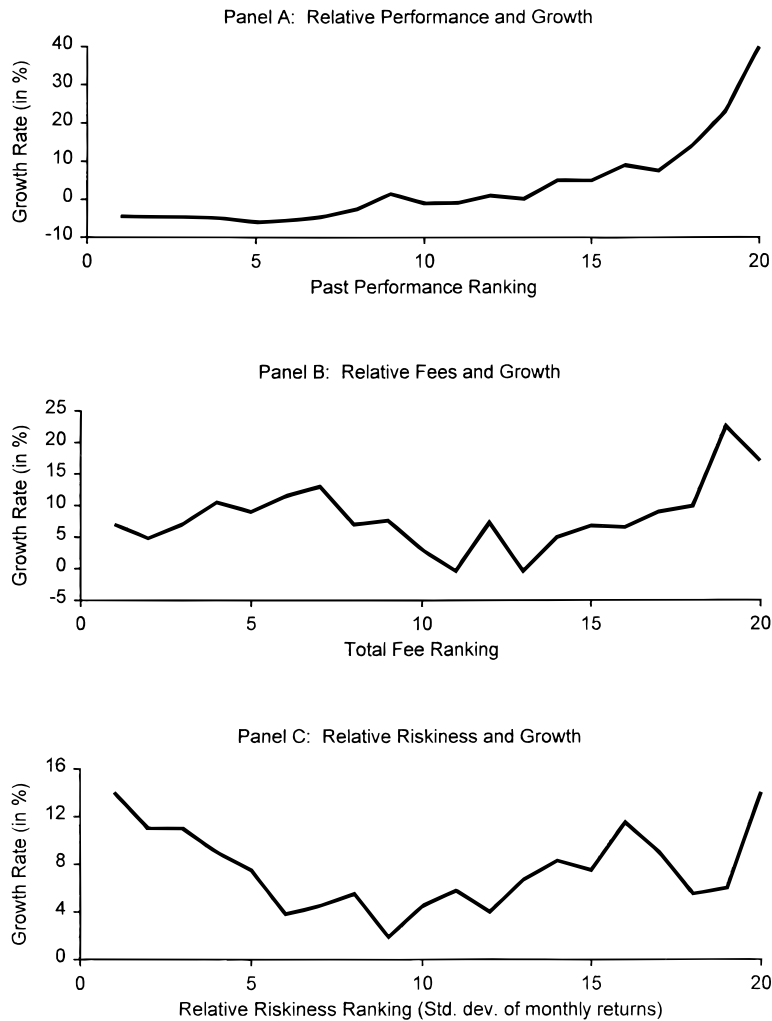 Panel A: Relative Performance and Growth
Growth Rate (in %)
40
30
20
10
0
-10
0 5 10 15 20
Past Performance Ranking
Panel B: Relative Fees and Growth
Growth Rate (in %)
25
20
15
10
5
0
-5
0 5 10 15 20
Total Fee Ranking
Panel C: Relative Riskiness and Growth
Growth Rate (in %)
16
12
8
4
0
0 5 10 15 20
Relative Riskiness Ranking (Std. dev. of monthly returns)